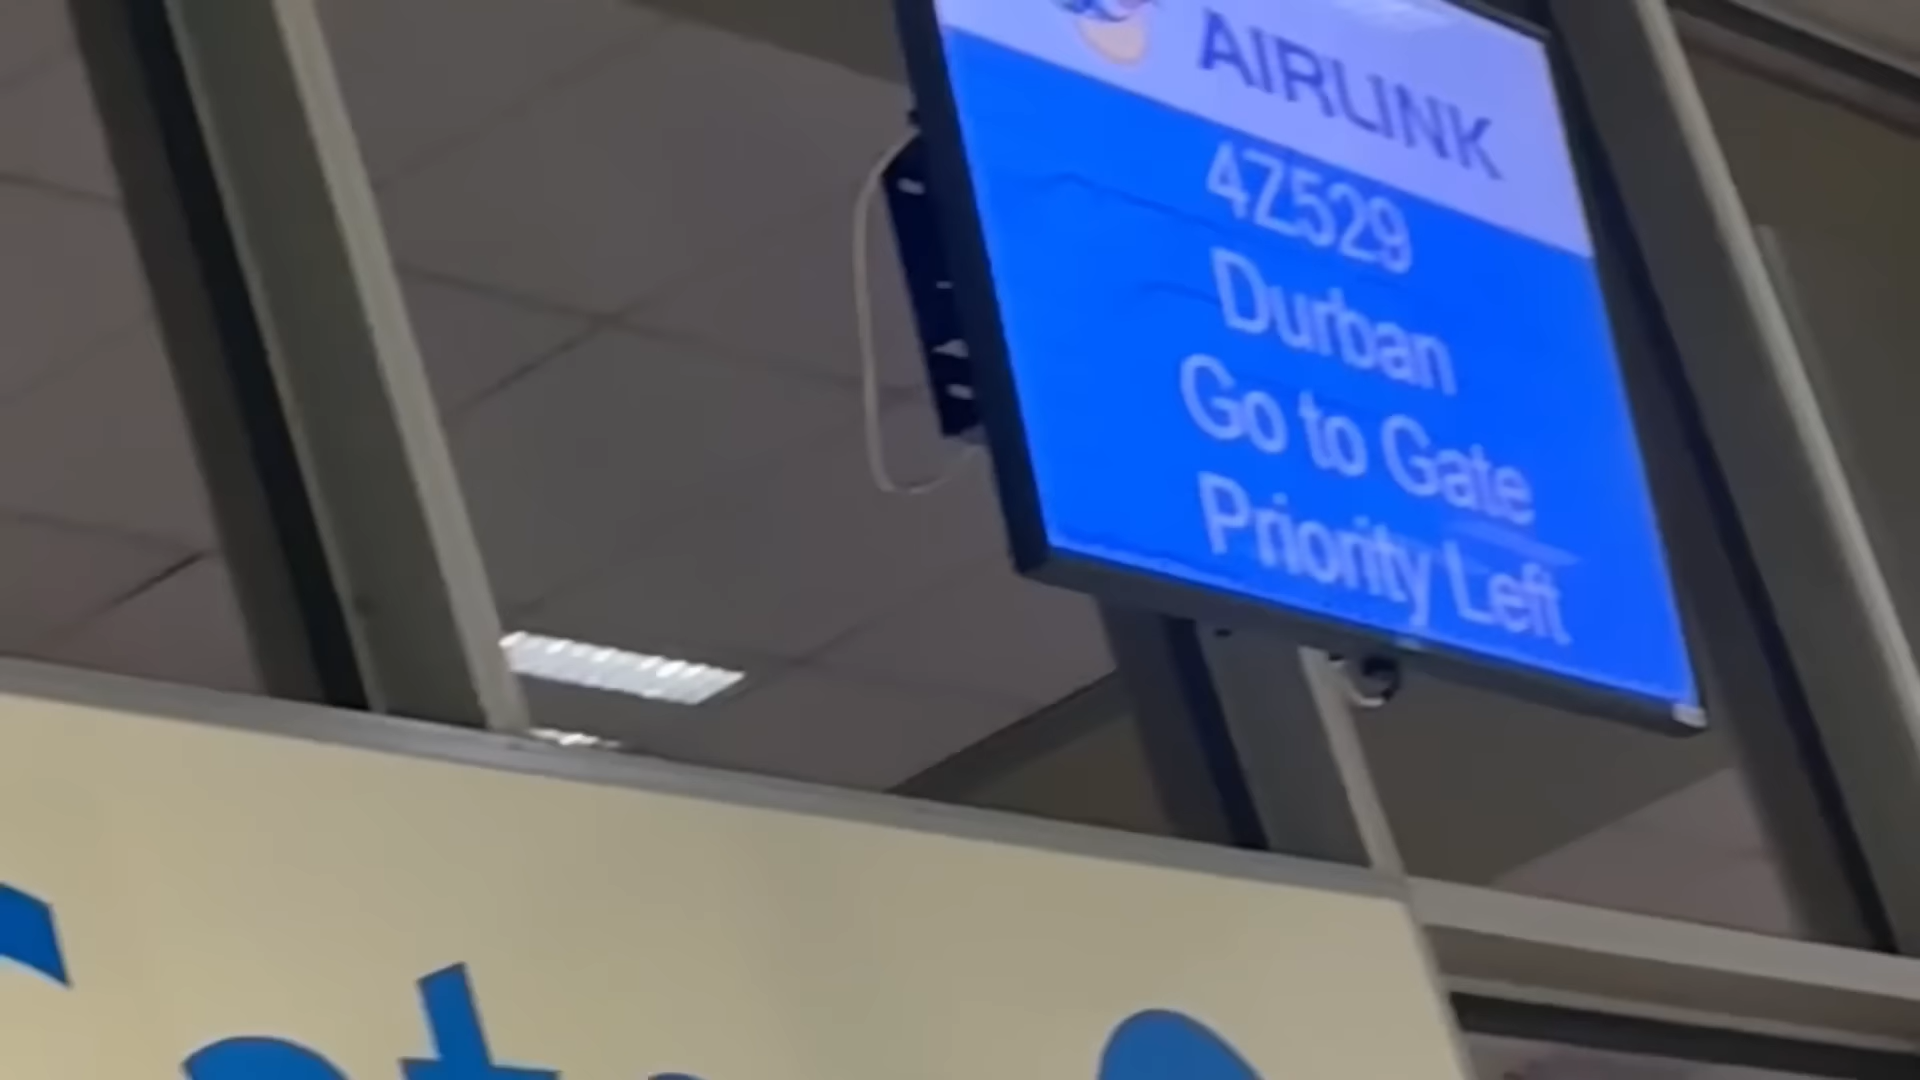 AIRLINK
4Z529
Durban
Go to Gate
Priority Left